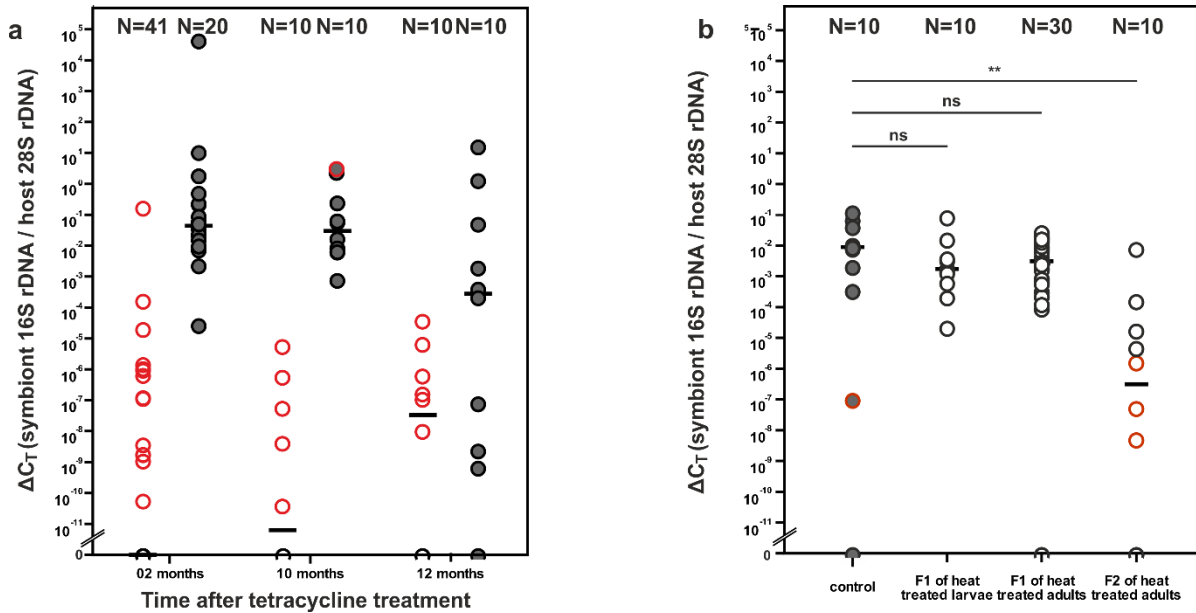 a
N=41 N=20 N=10 N=10 N=10 N=10
ΔCT (symbiont 16S rDNA / host 28S rDNA)
10^5
10^4
10^3
10^2
10^1
10^0
10^-1
10^-2
10^-3
10^-4
10^-5
10^-6
10^-7
10^-8
10^-9
10^-10
10^-11
0
02 months 10 months 12 months
Time after tetracycline treatment
b
N=10 N=10 N=30 N=10
ΔCT (symbiont 16S rDNA / host 28S rDNA)
10^5
10^4
10^3
10^2
10^1
10^0
10^-1
10^-2
10^-3
10^-4
10^-5
10^-6
10^-7
10^-8
10^-9
10^-10
10^-11
0
**
ns
ns
control
F1 of heat
treated larvae
F1 of heat
treated adults
F2 of heat
treated adults